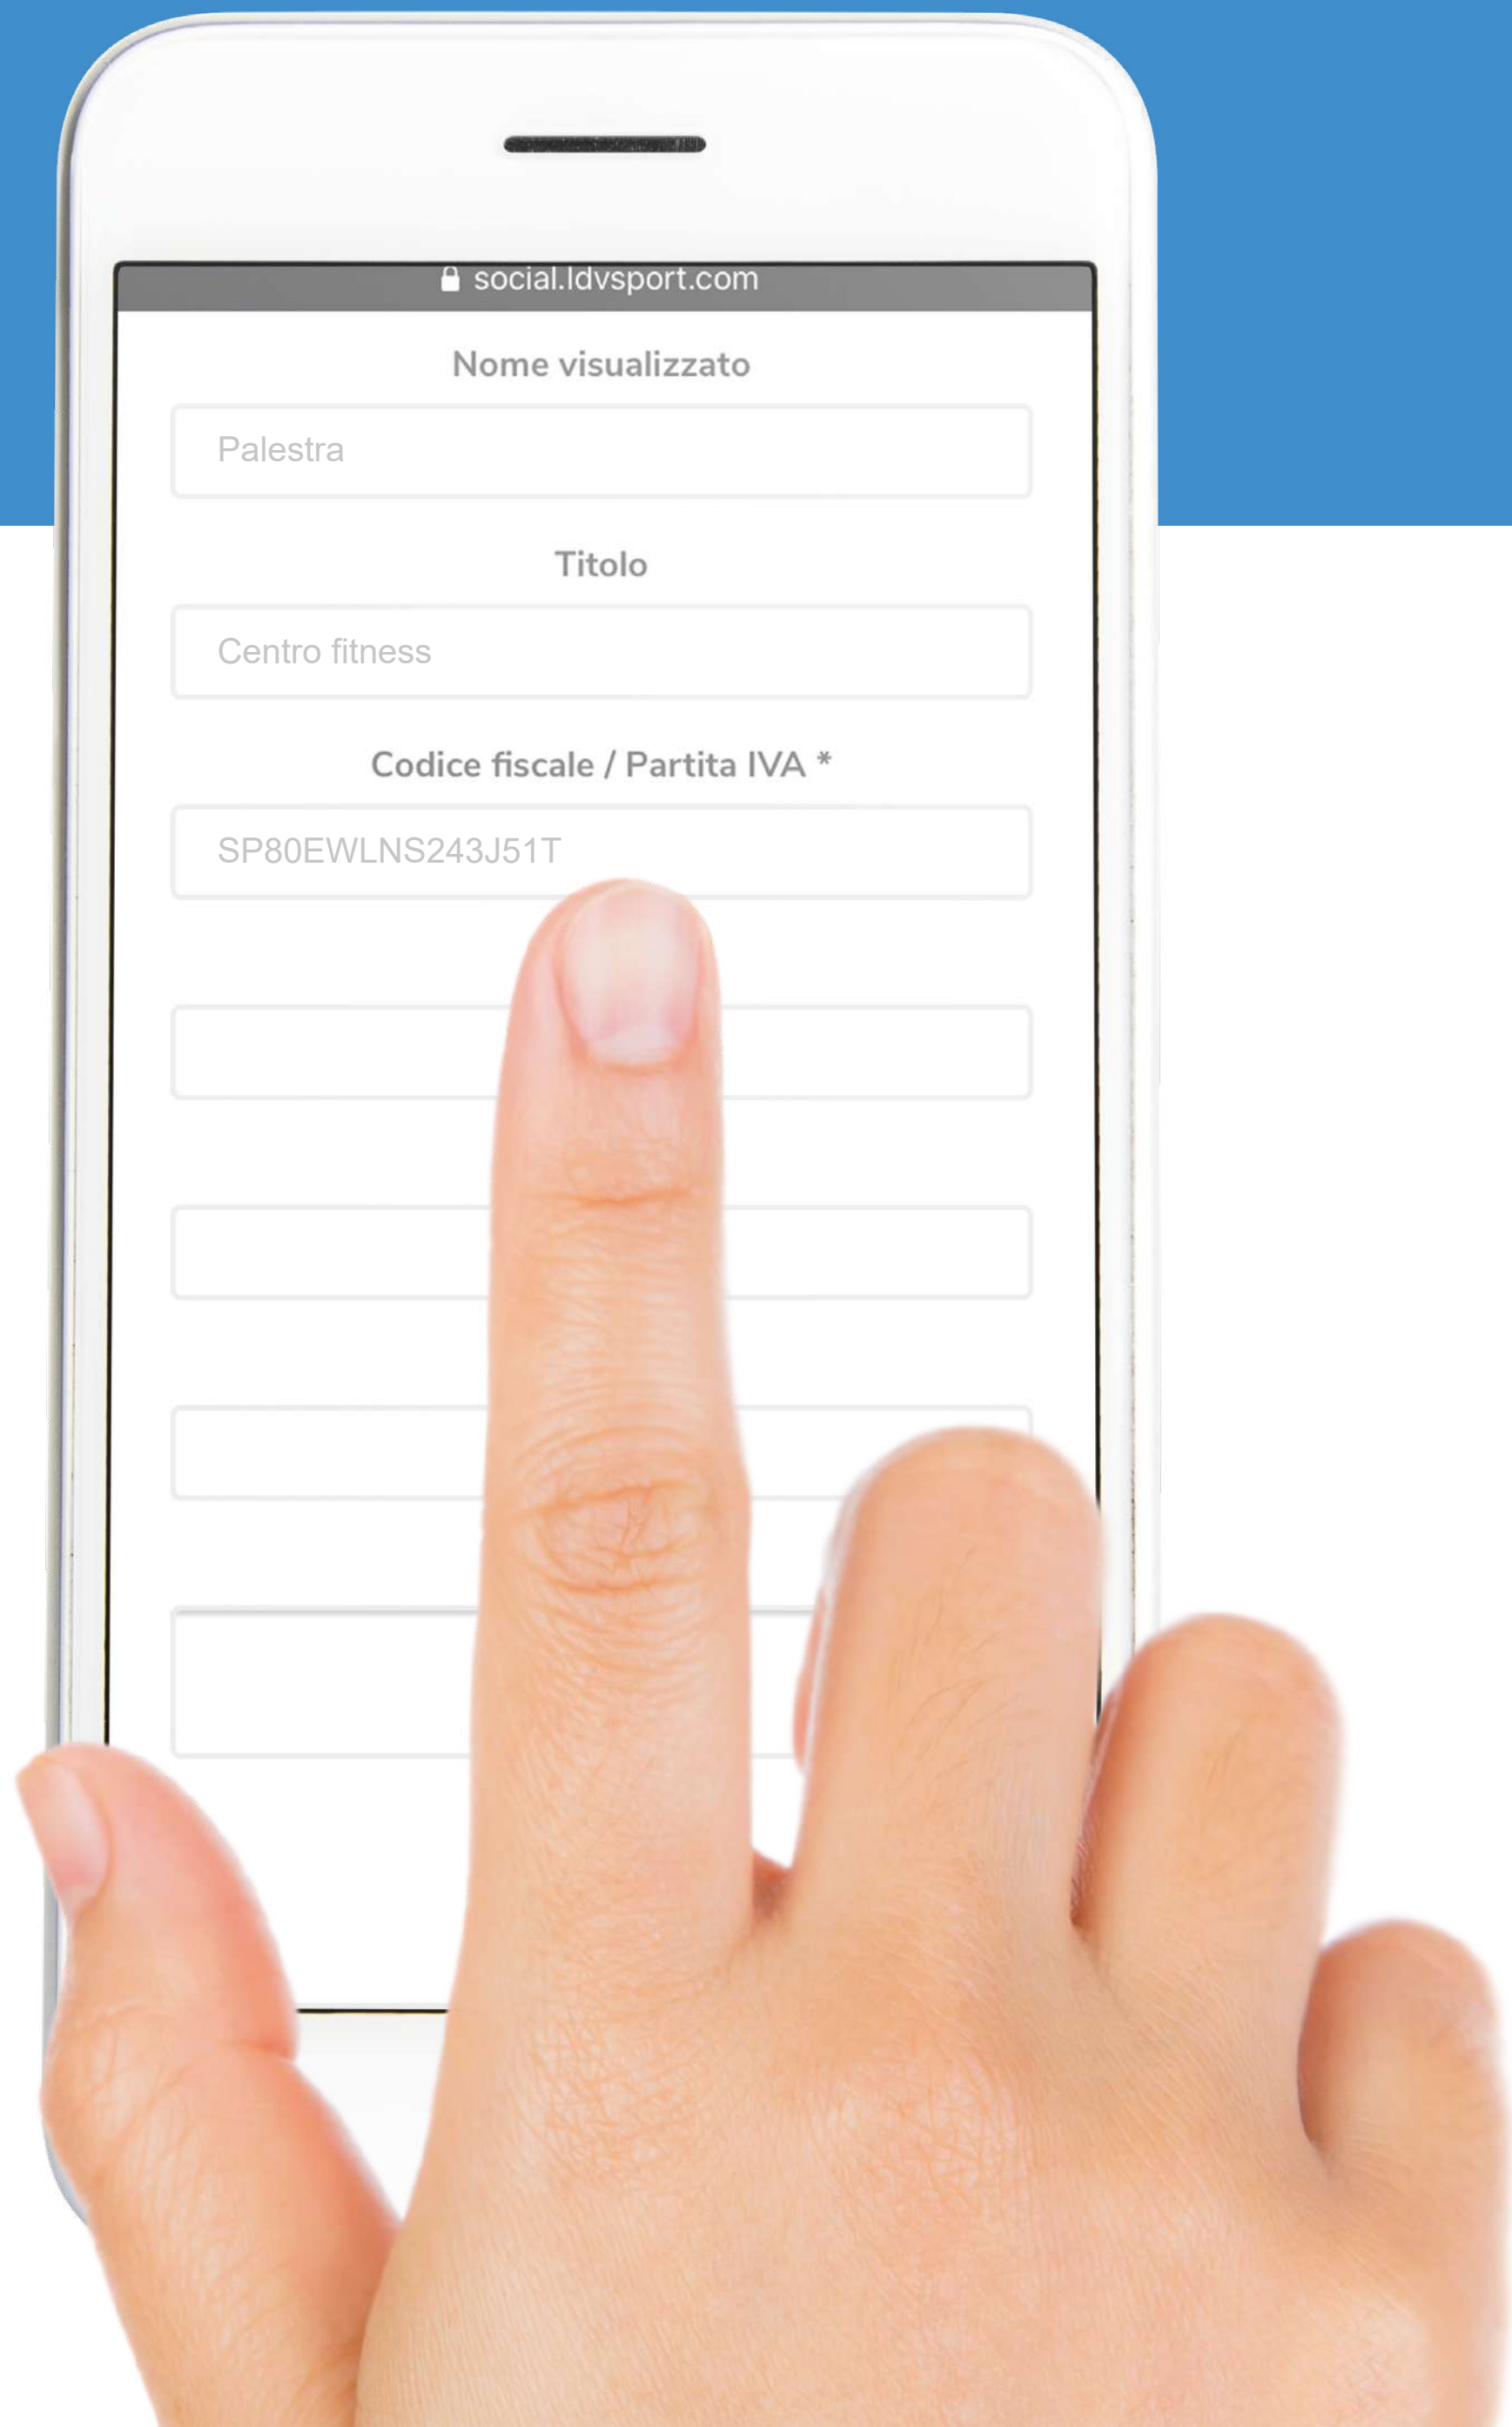 social.ldvsport.com
Nome visualizzato
Palestra
Titolo
Centro fitness
Codice fiscale / Partita IVA *
SP80EWLNS243J51T